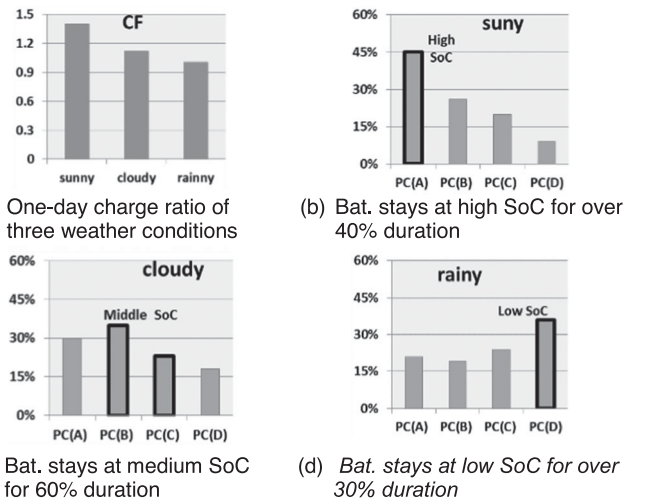 CF
1.5
1.2
0.9
0.6
0.3
0
sunny cloudy rainny
One-day charge ratio of
three weather conditions
suny
60%
45%
30%
15%
0%
High
SoC
PC(A) PC(B) PC(C) PC(D)
(b) Bat. stays at high SoC for over
40% duration
cloudy
60%
45%
30%
15%
0%
Middle SoC
PC(A) PC(B) PC(C) PC(D)
Bat. stays at medium SoC
for 60% duration
rainy
60%
45%
30%
15%
0%
Low SoC
PC(A) PC(B) PC(C) PC(D)
(d) Bat. stays at low SoC for over
30% duration